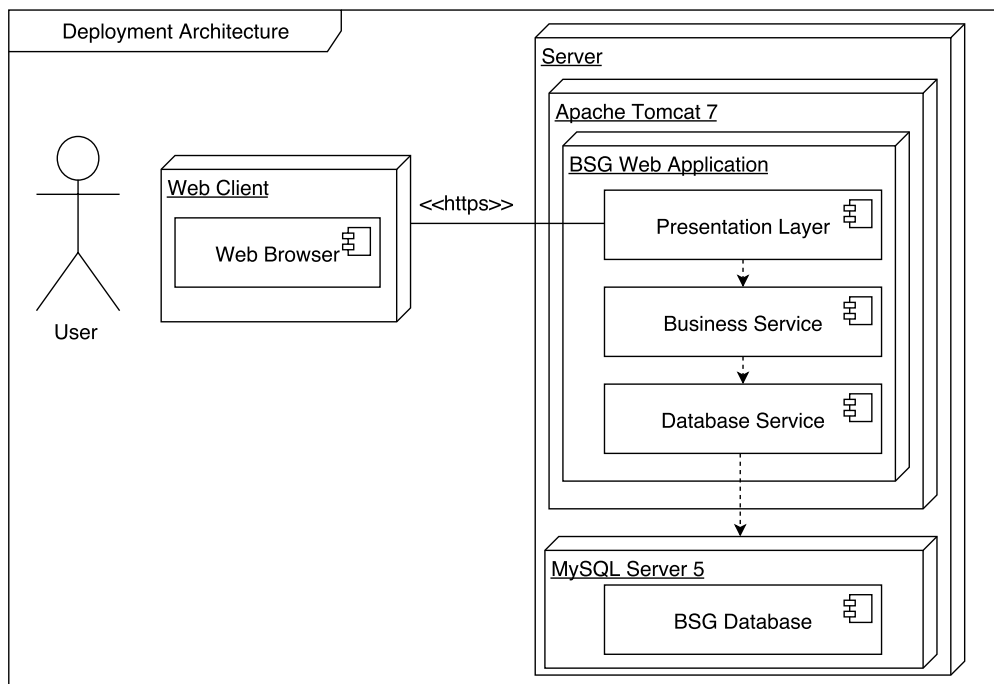 Deployment Architecture
Server
Apache Tomcat 7
BSG Web Application
Web Client
<<https>>
Presentation Layer
Web Browser
Business Service
User
Database Service
MySQL Server 5
BSG Database